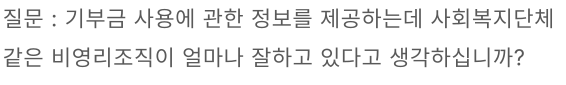 질문 : 기부금 사용에 관한 정보를 제공하는데 사회복지단체
같은 비영리조직이 얼마나 잘하고 있다고 생각하십니까?